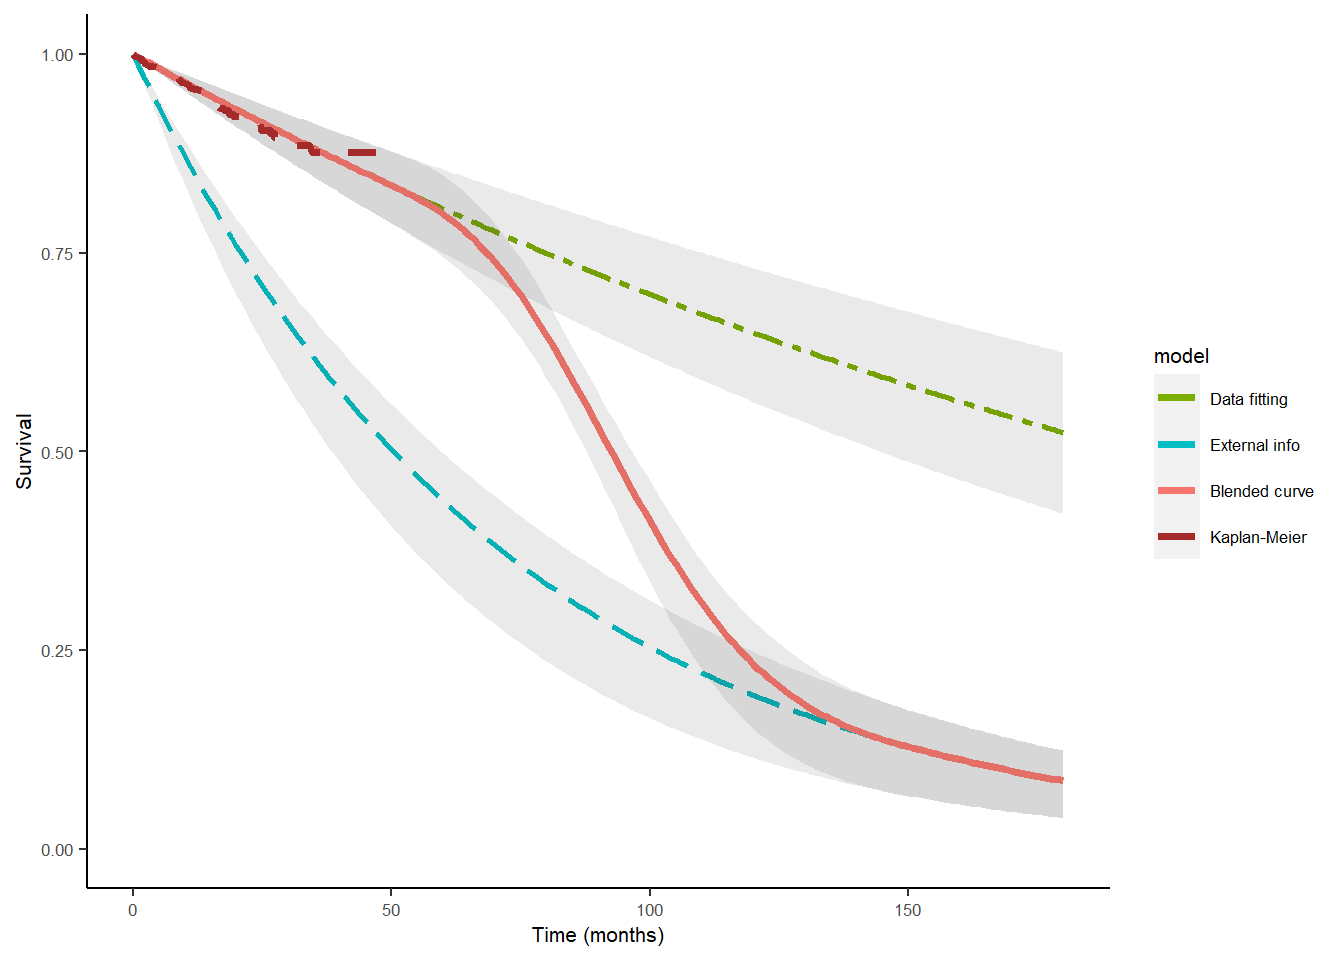 1.00
0.75
0.50
0.25
0.00
Survival
0
50
100
150
Time (months)
model
Data fitting
External info
Blended curve
Kaplan-Meier